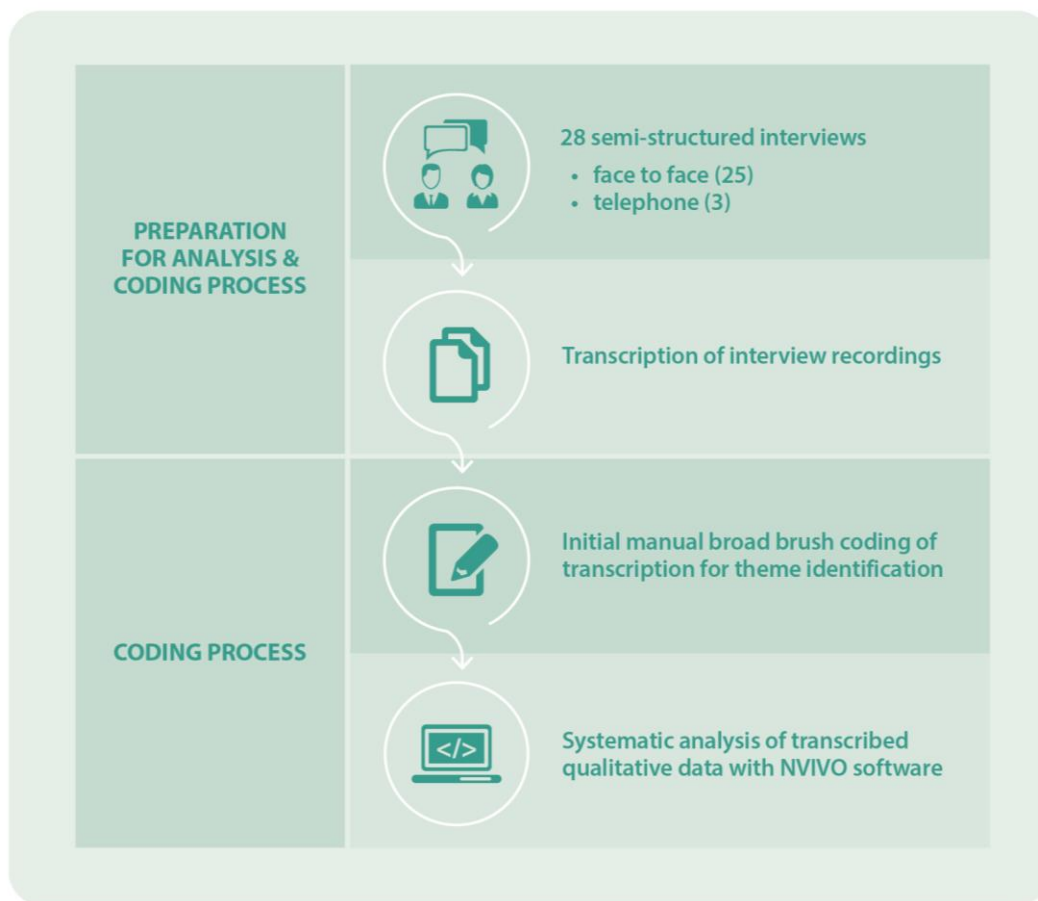 PREPARATION
FOR ANALYSIS &
CODING PROCESS
28 semi-structured interviews
• face to face (25)
• telephone (3)
Transcription of interview recordings
CODING PROCESS
Initial manual broad brush coding of
transcription for theme identification
</>
Systematic analysis of transcribed
qualitative data with NVIVO software